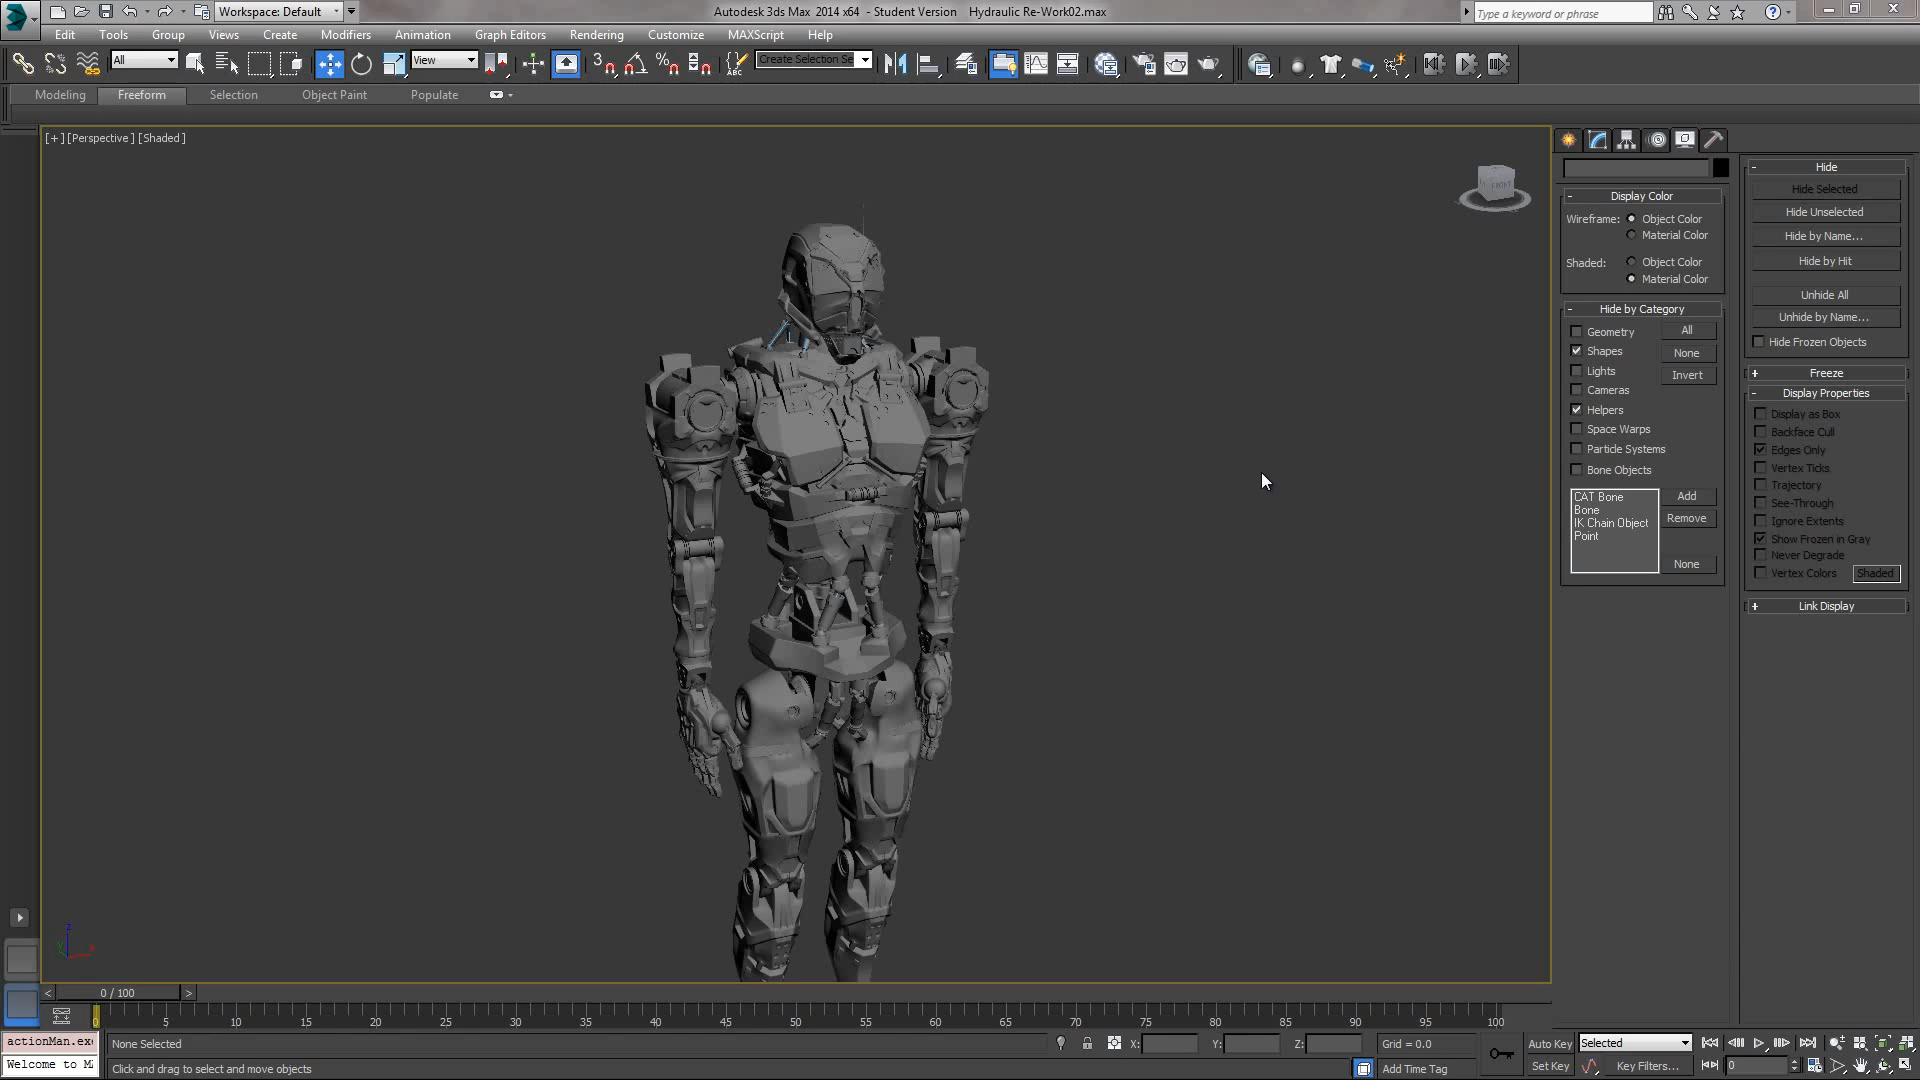 Workspace: Default
Autodesk 3ds Max 2014 x64 - Student Version Hydraulic Re-Work02.max
Type a keyword or phrase
Edit Tools Group Views Create Modifiers Animation Graph Editors Rendering Customize MAXScript Help
All
View
Create Selection Se
Modeling Freeform Selection Object Paint Populate
[+] [Perspective ] [Shaded ]
FRONT
Display Color
Wireframe: Object Color
Material Color
Shaded: Object Color
Material Color
Hide by Category
Geometry All
Shapes None
Lights Invert
Cameras
Helpers
Space Warps
Particle Systems
Bone Objects
CAT Bone Add
Bone
IK Chain Object Remove
Point
None
Hide
Hide Selected
Hide Unselected
Hide by Name...
Hide by Hit
Unhide All
Unhide by Name...
Hide Frozen Objects
Freeze
Display Properties
Display as Box
Backface Cull
Edges Only
Vertex Ticks
Trajectory
See-Through
Ignore Extents
Show Frozen in Gray
Never Degrade
Vertex Colors Shaded
Link Display
z
y x
< 0 / 100 >
0 5 10 15 20 25 30 35 40 45 50 55 60 65 70 75 80 85 90 95 100
actionMan.exe
Welcome to M
None Selected
X: Y: Z: Grid = 0.0
Auto Key Selected
Click and drag to select and move objects
Add Time Tag
Set Key Key Filters... 0